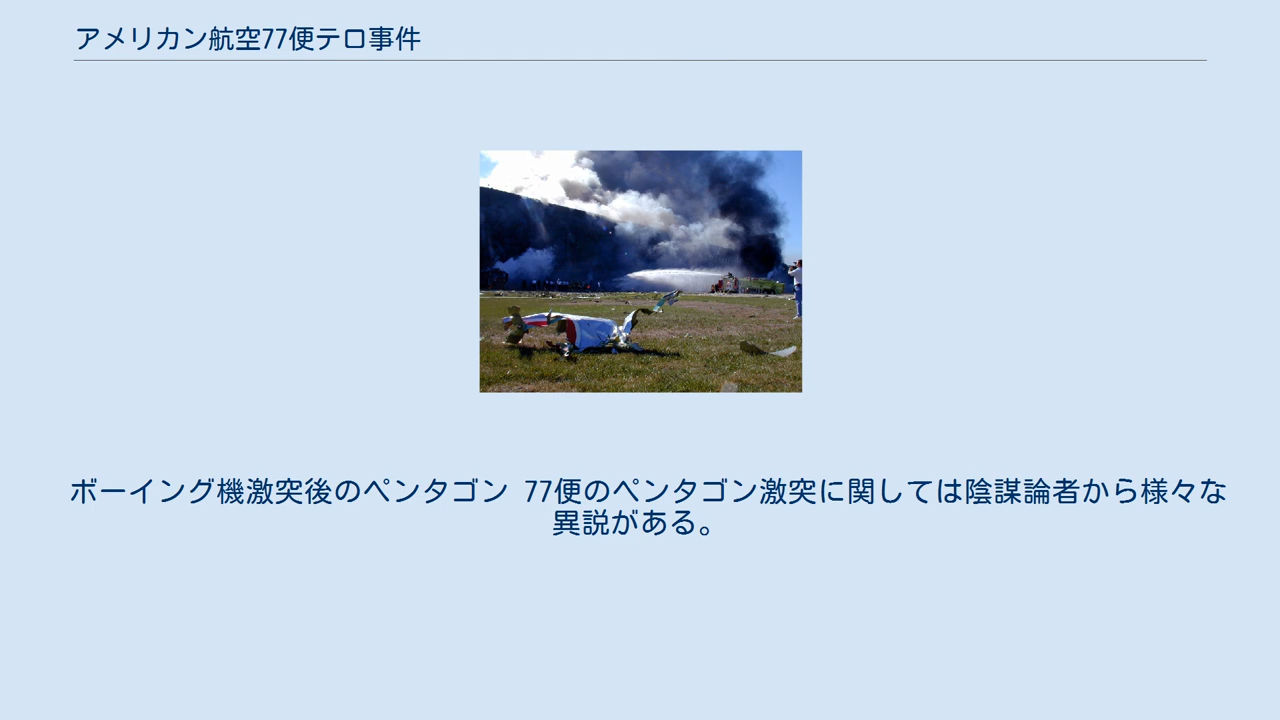 アメリカン航空77便テロ事件
ボーイング機激突後のペンタゴン 77便のペンタゴン激突に関しては陰謀論者から様々な
異説がある。